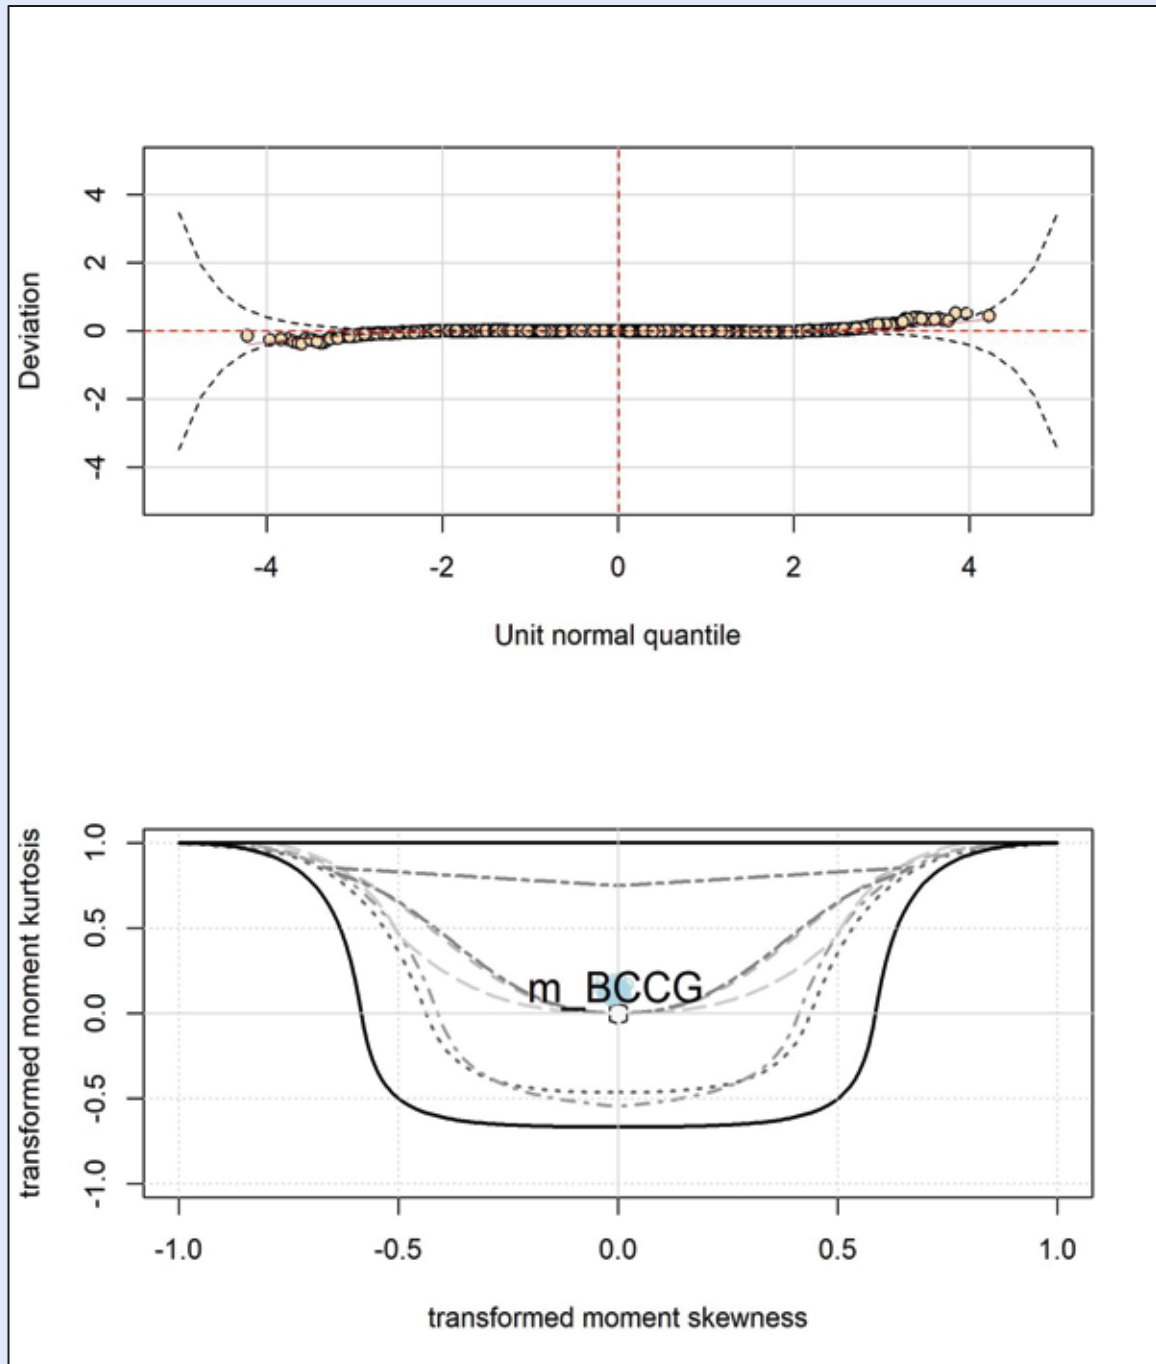 4
2
0
-2
-4
Deviation
-4 -2 0 2 4
Unit normal quantile
1.0
0.5
0.0
-0.5
-1.0
transformed moment kurtosis
m_BCCG
-1.0 -0.5 0.0 0.5 1.0
transformed moment skewness